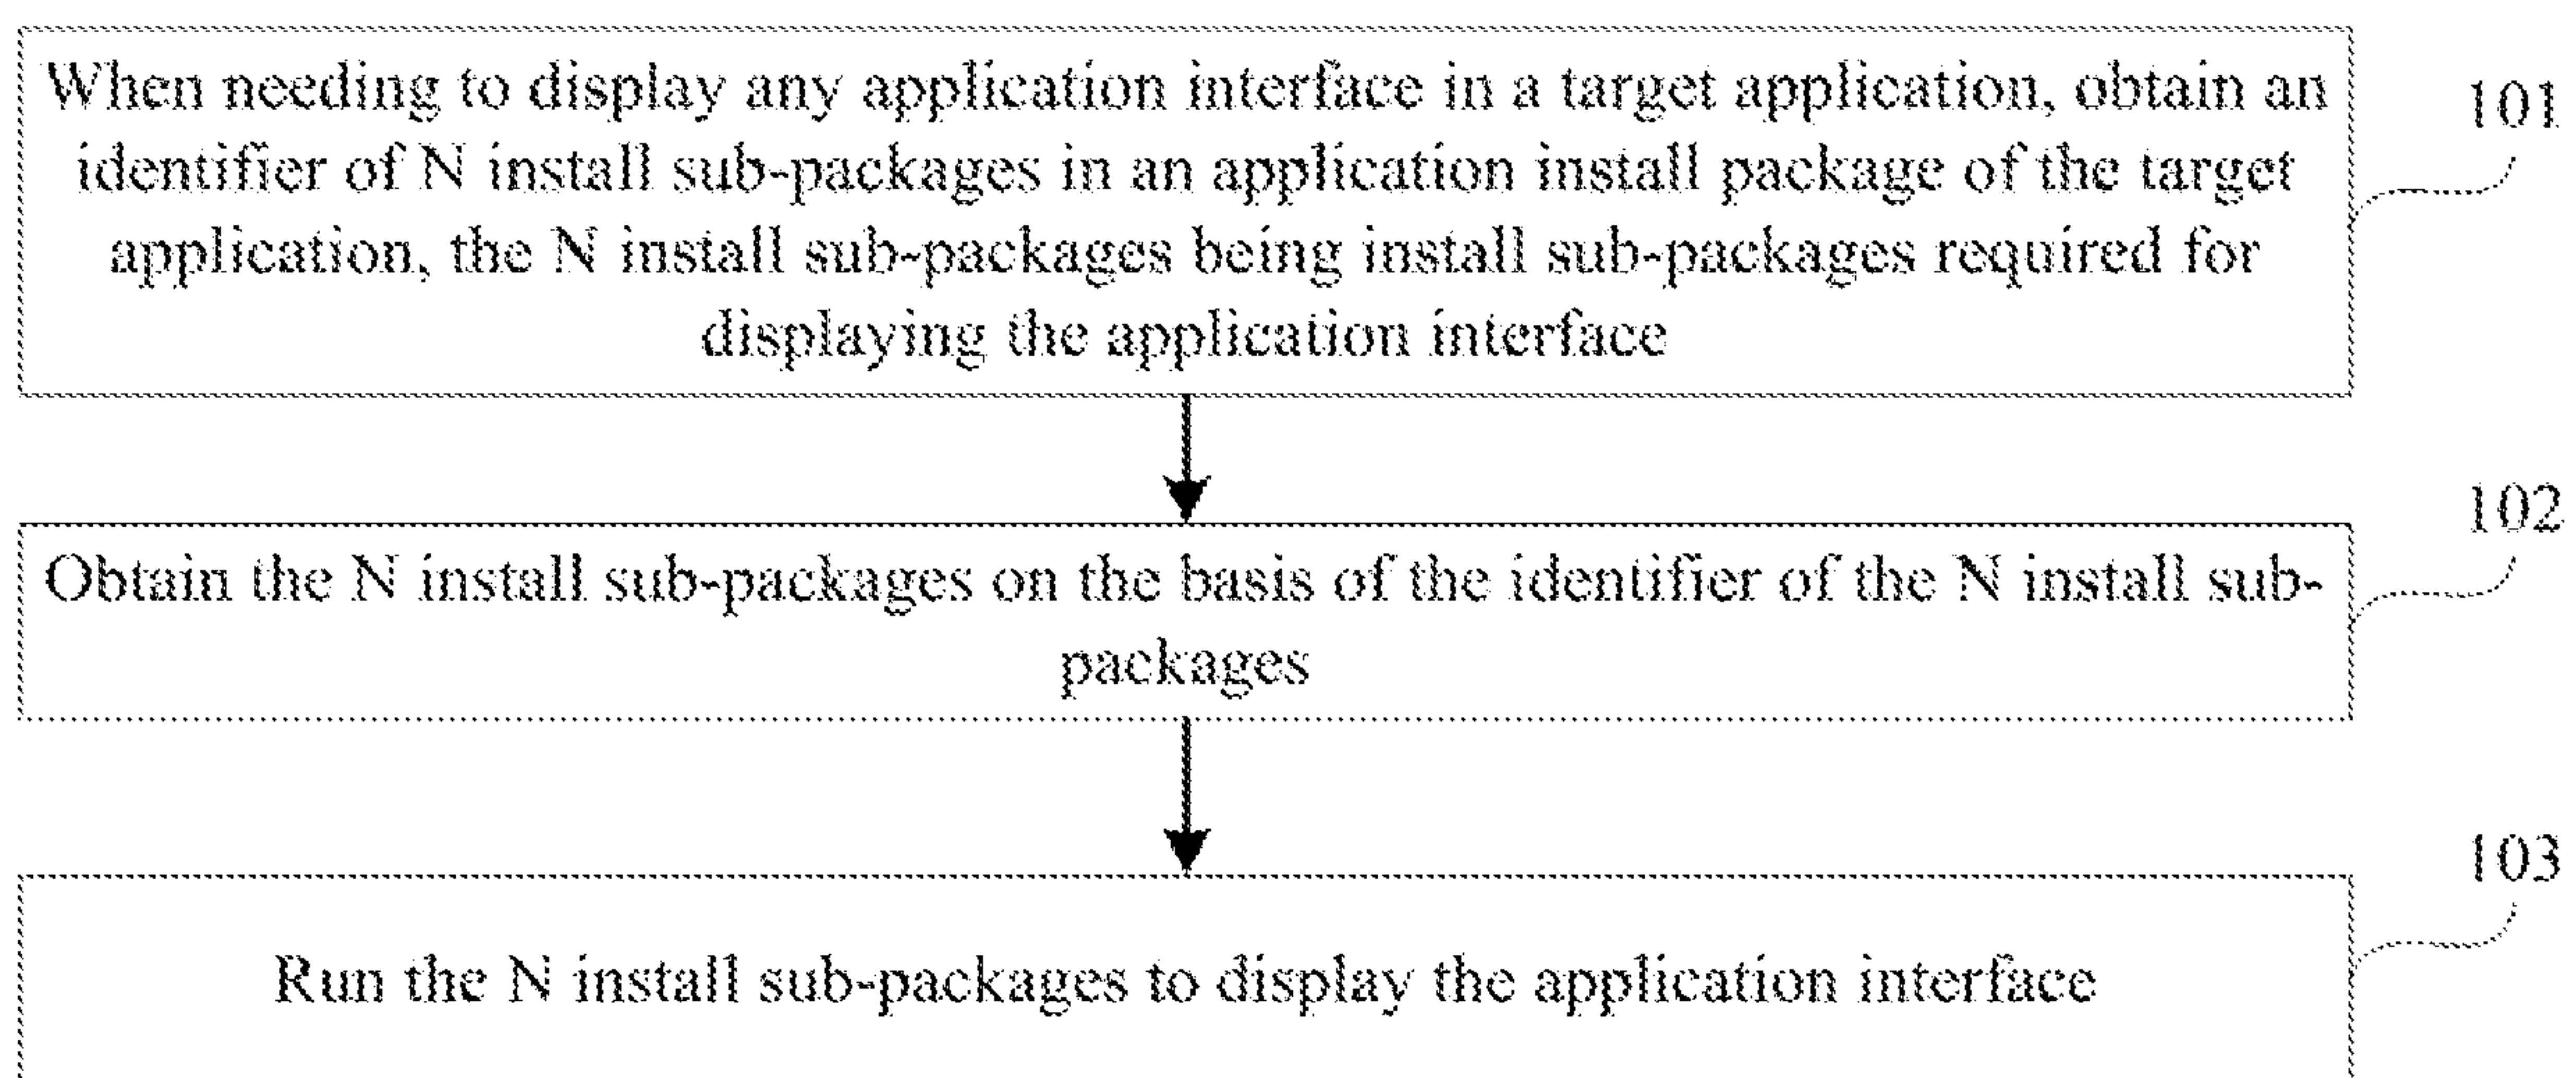 When needing to display any application interface in a target application, obtain an
identifier of N install sub-packages in an application install package of the target
application, the N install sub-packages being install sub-packages required for
displaying the application interface
101
Obtain the N install sub-packages on the basis of the identifier of the N install sub-
packages
102
Run the N install sub-packages to display the application interface
103